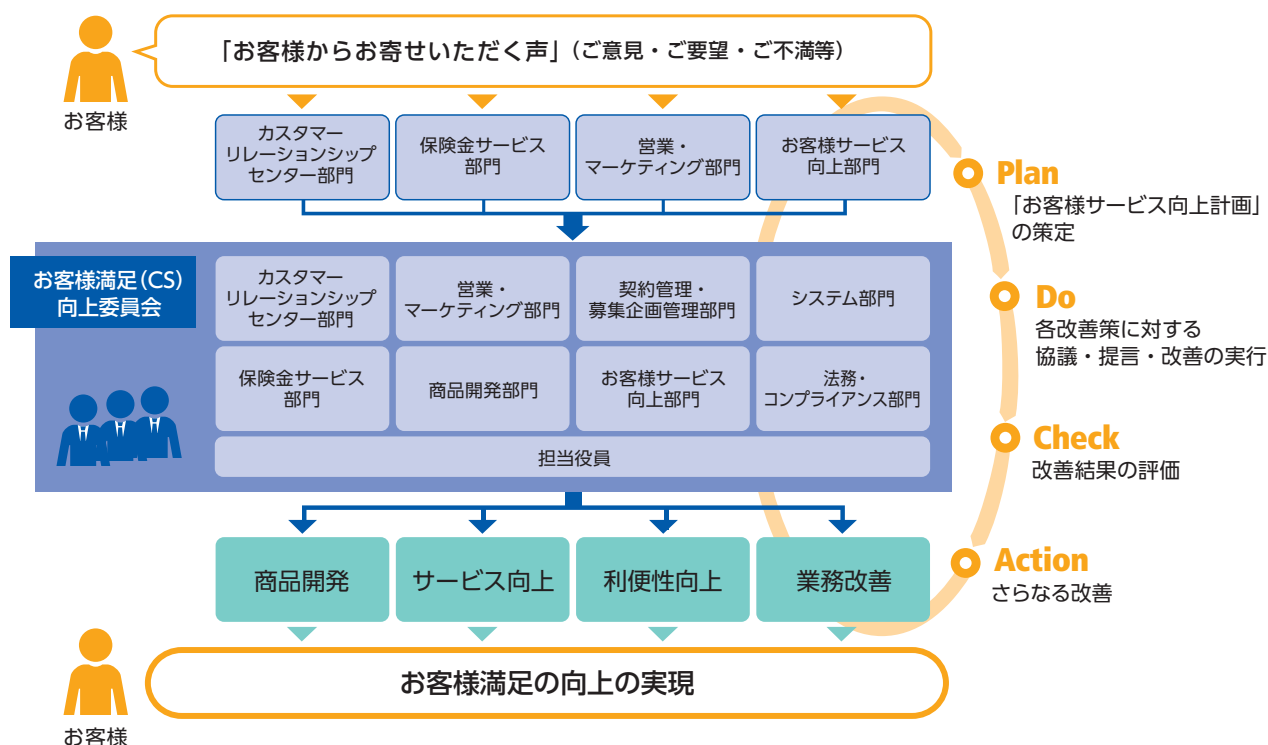 「お客様からお寄せいただく声」（ご意見・ご要望・ご不満等）
お客様
カスタマー
リレーションシップ
センター部門
保険金サービス
部門
営業・
マーケティング部門
お客様サービス
向上部門
Plan
「お客様サービス向上計画」
の策定
お客様満足（CS）
向上委員会
カスタマー
リレーションシップ
センター部門
営業・
マーケティング部門
契約管理・
募集企画管理部門
システム部門
Do
各改善策に対する
協議・提言・改善の実行
保険金サービス
部門
商品開発部門
お客様サービス
向上部門
法務・
コンプライアンス部門
担当役員
Check
改善結果の評価
商品開発
サービス向上
利便性向上
業務改善
Action
さらなる改善
お客様満足の向上の実現
お客様